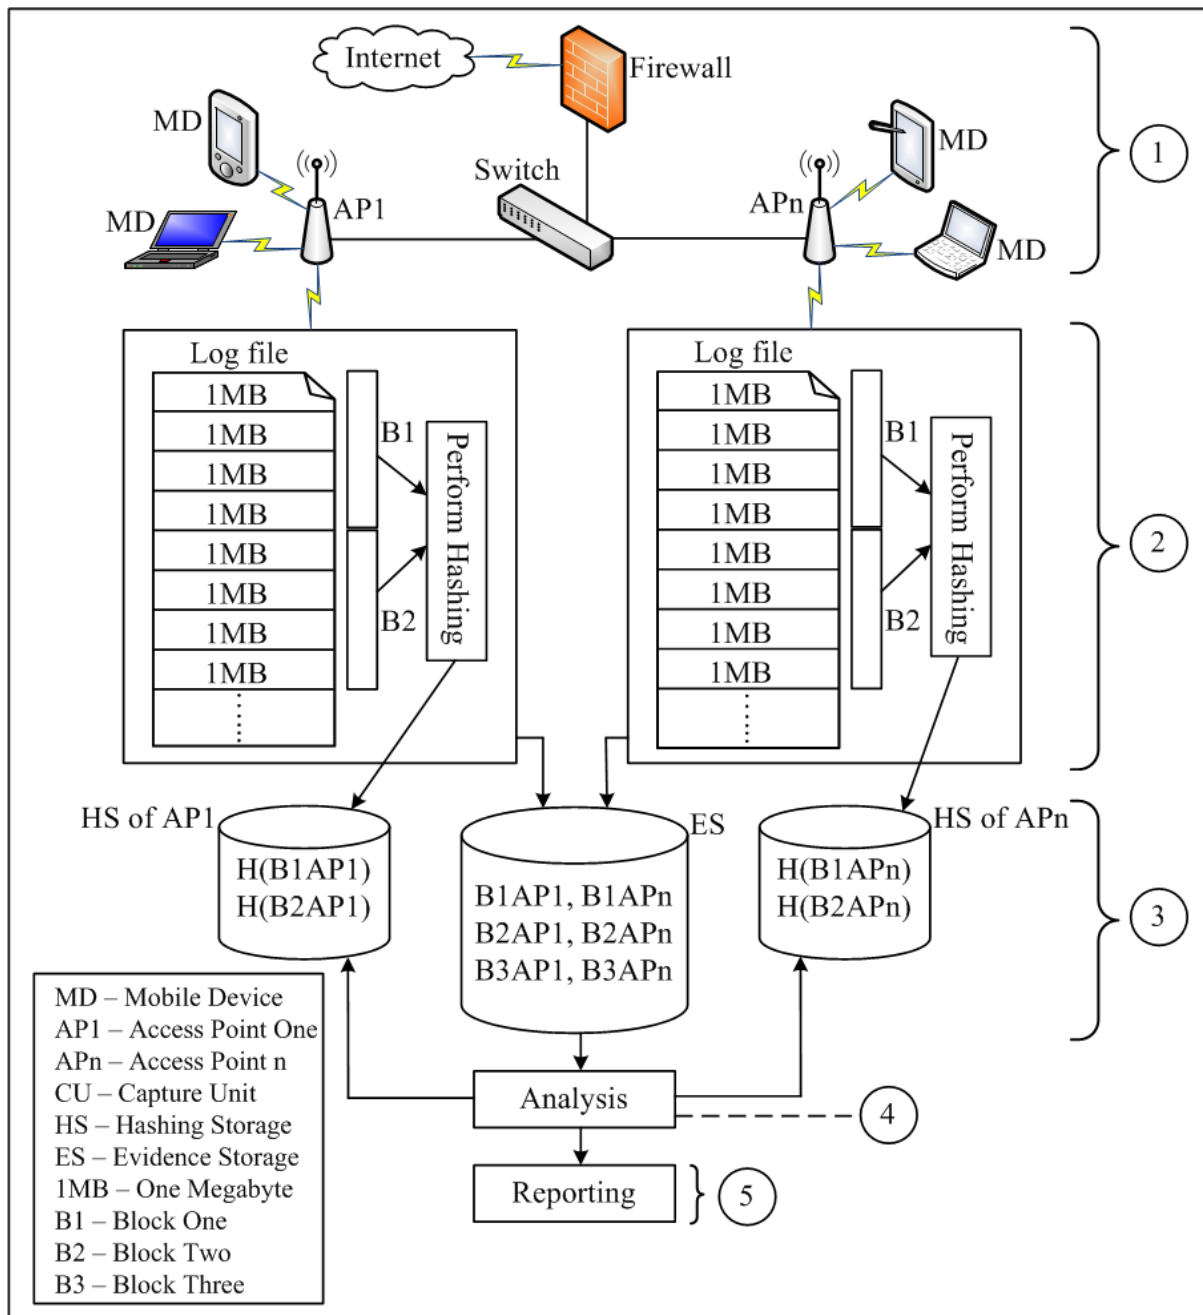 Internet
Firewall
MD
MD
1
Switch
AP1
APn
MD
MD
Log file
1MB
1MB
1MB
1MB
1MB
1MB
1MB
1MB
B1
B2
Perform Hashing
Log file
1MB
1MB
1MB
1MB
1MB
1MB
1MB
1MB
B1
B2
Perform Hashing
2
HS of AP1
H(B1AP1)
H(B2AP1)
ES
B1AP1, B1APn
B2AP1, B2APn
B3AP1, B3APn
HS of APn
H(B1APn)
H(B2APn)
3
MD – Mobile Device
AP1 – Access Point One
APn – Access Point n
CU – Capture Unit
HS – Hashing Storage
ES – Evidence Storage
1MB – One Megabyte
B1 – Block One
B2 – Block Two
B3 – Block Three
Analysis
4
Reporting
5